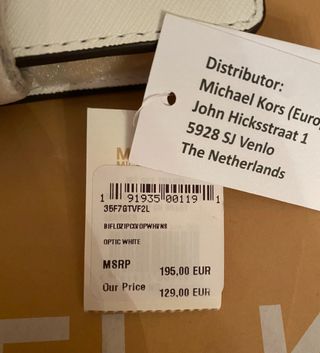 Distributor:
Michael Kors (Euro
John Hicksstraat 1
5928 SJ Venlo
The Netherlands
1 91935 00119 1
35F7GTVF2L
OPTIC WHITE
MSRP 195,00 EUR
Our Price 129,00 EUR